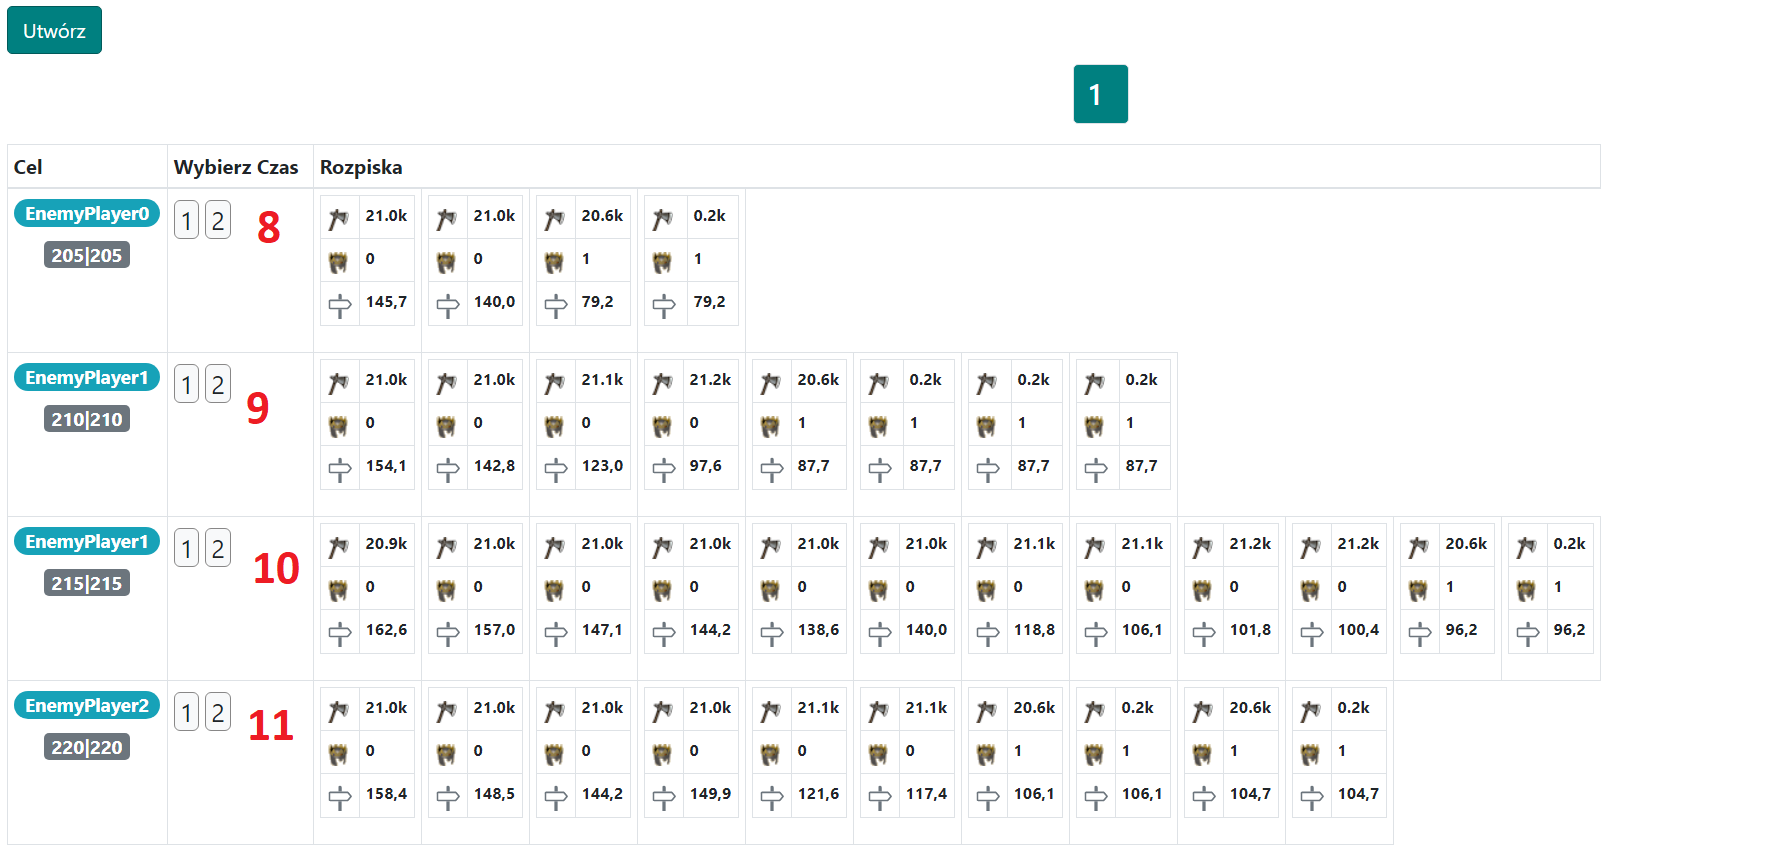 Utwórz
1
Cel Wybierz Czas Rozpiska
EnemyPlayer0 1 2 8 21.0k 21.0k 20.6k 0.2k
205|205 0 0 1 1
145,7 140,0 79,2 79,2
EnemyPlayer1 1 2 9 21.0k 21.0k 21.1k 21.2k 20.6k 0.2k 0.2k 0.2k
210|210 0 0 0 0 1 1 1 1
154,1 142,8 123,0 97,6 87,7 87,7 87,7 87,7
EnemyPlayer1 1 2 10 20.9k 21.0k 21.0k 21.0k 21.0k 21.0k 21.1k 21.1k 21.2k 21.2k 20.6k 0.2k
215|215 0 0 0 0 0 0 0 0 0 0 1 1
162,6 157,0 147,1 144,2 138,6 140,0 118,8 106,1 101,8 100,4 96,2 96,2
EnemyPlayer2 1 2 11 21.0k 21.0k 21.0k 21.0k 21.1k 21.1k 20.6k 0.2k 20.6k 0.2k
220|220 0 0 0 0 0 0 1 1 1 1
158,4 148,5 144,2 149,9 121,6 117,4 106,1 106,1 104,7 104,7